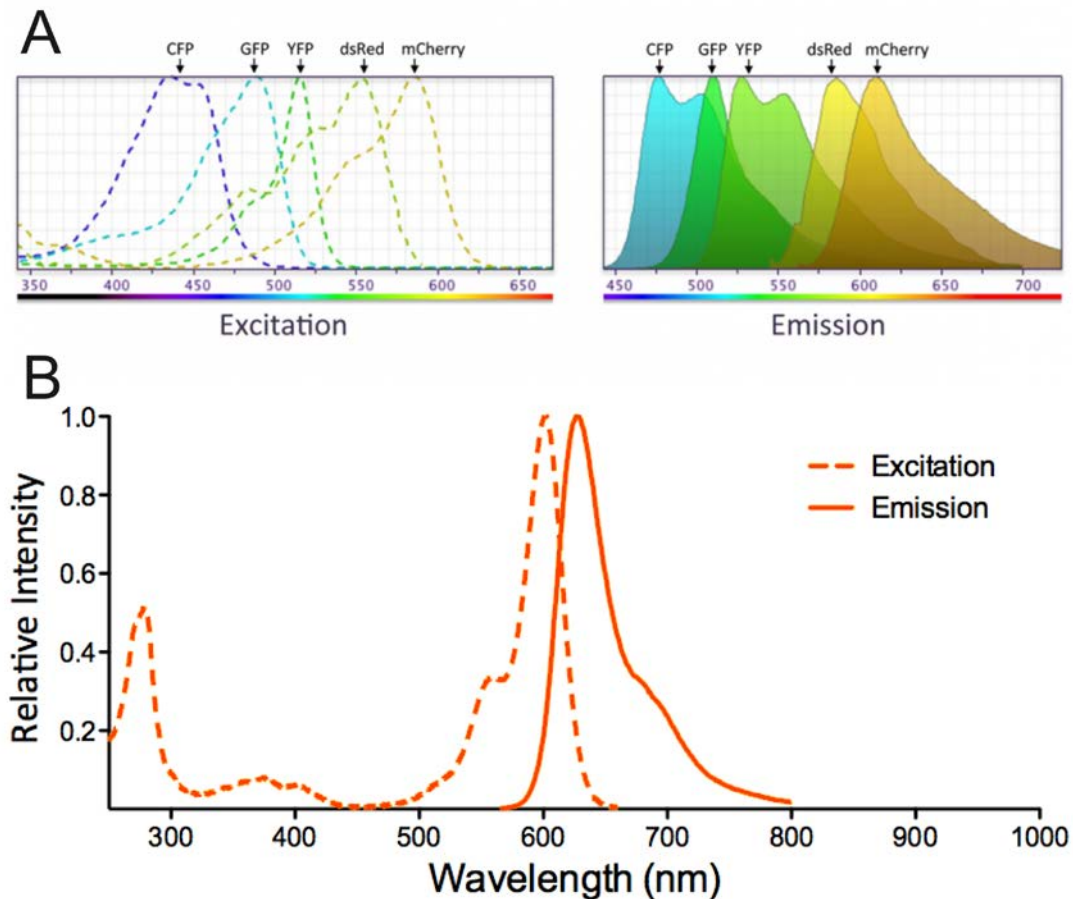 A
CFP GFP YFP dsRed mCherry
350 400 450 500 550 600 650
Excitation
CFP GFP YFP dsRed mCherry
450 500 550 600 650 700
Emission
B
1.0
0.8
0.6
0.4
0.2
Relative Intensity
Excitation
Emission
300 400 500 600 700 800 900 1000
Wavelength (nm)